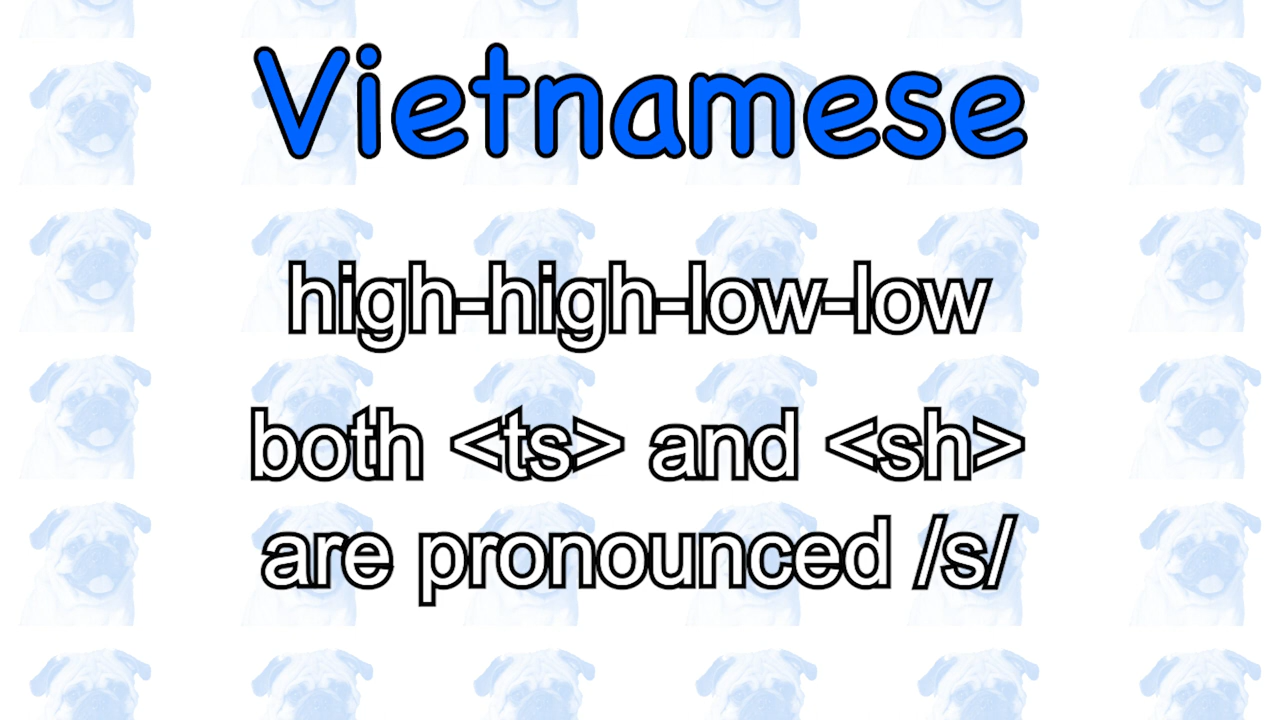 Vietnamese
high-high-low-low
both <ts> and <sh>
are pronounced /s/